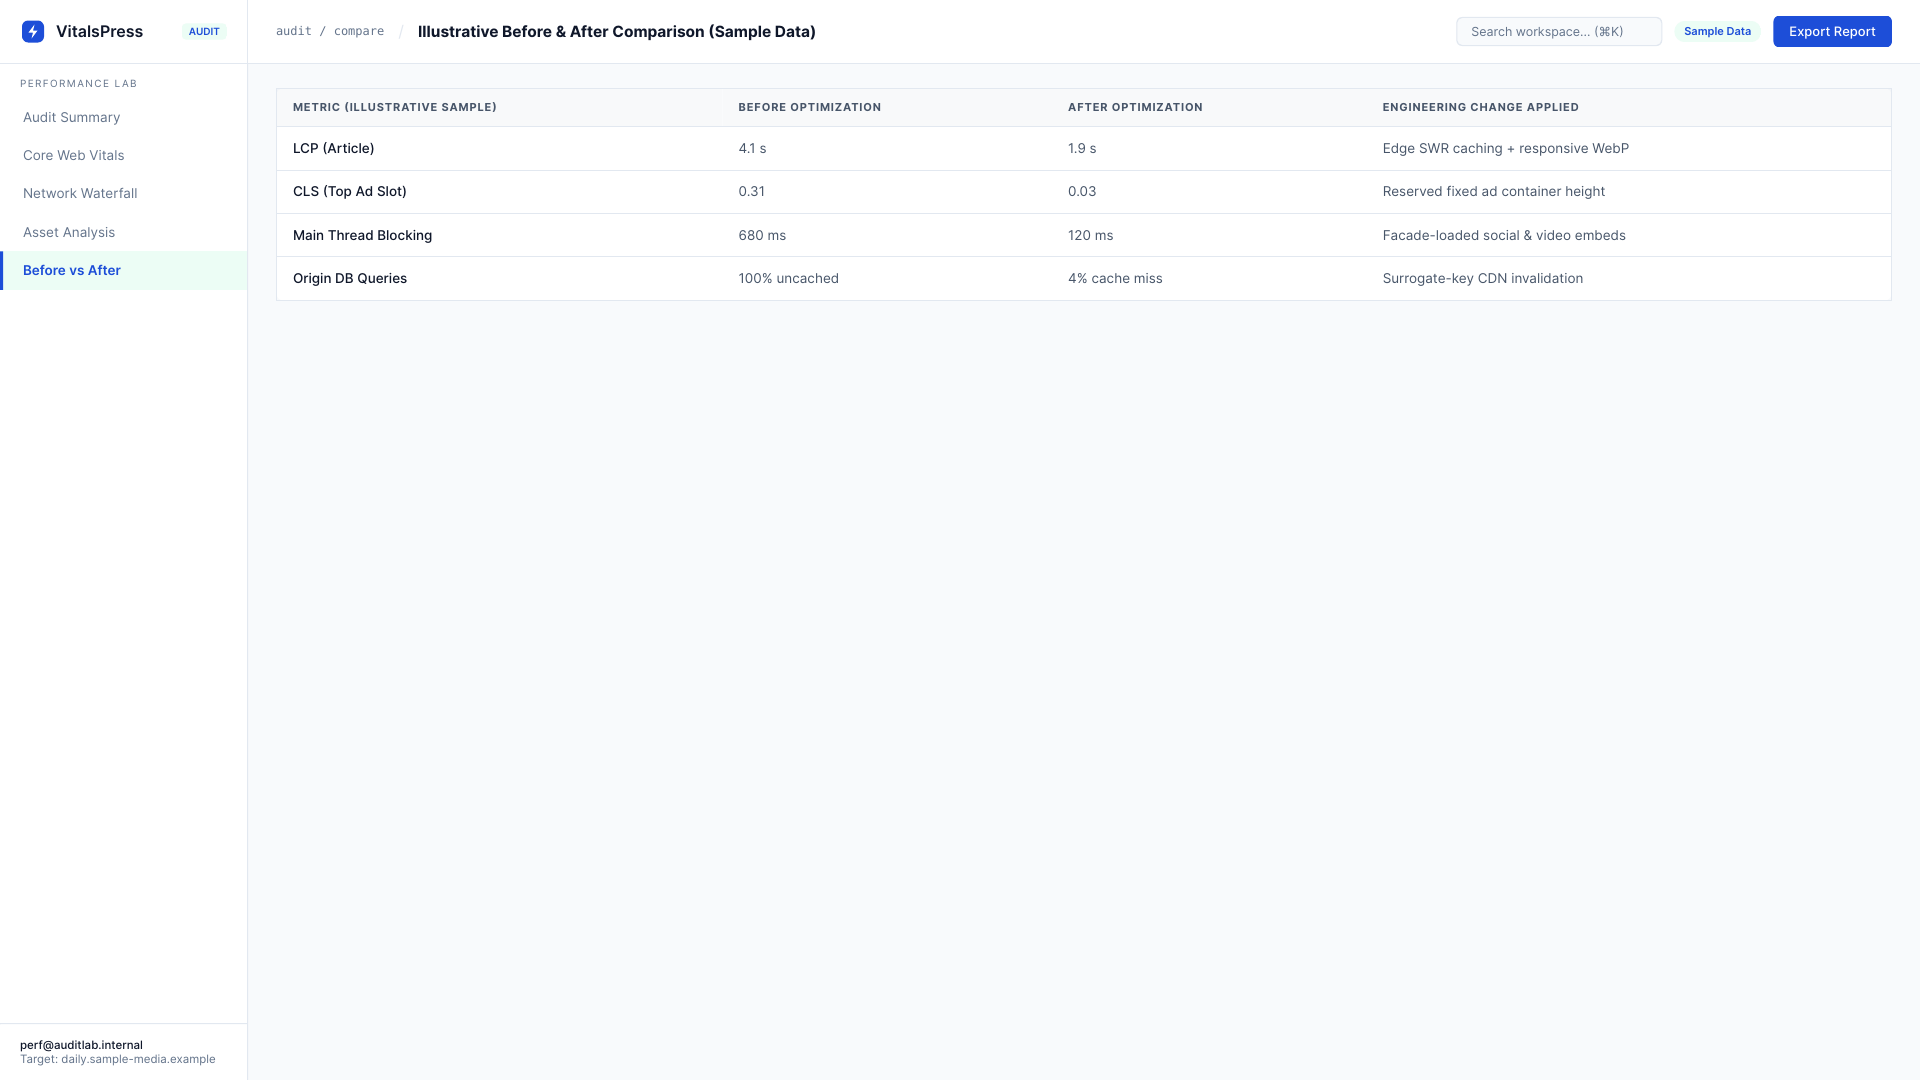 VitalsPress
AUDIT
PERFORMANCE LAB
Audit Summary
Core Web Vitals
Network Waterfall
Asset Analysis
Before vs After
perf@auditlab.internal
Target: daily.sample-media.example
audit / compare / Illustrative Before & After Comparison (Sample Data)
Search workspace... (⌘K)
Sample Data
Export Report
METRIC (ILLUSTRATIVE SAMPLE) BEFORE OPTIMIZATION AFTER OPTIMIZATION ENGINEERING CHANGE APPLIED
LCP (Article) 4.1 s 1.9 s Edge SWR caching + responsive WebP
CLS (Top Ad Slot) 0.31 0.03 Reserved fixed ad container height
Main Thread Blocking 680 ms 120 ms Facade-loaded social & video embeds
Origin DB Queries 100% uncached 4% cache miss Surrogate-key CDN invalidation